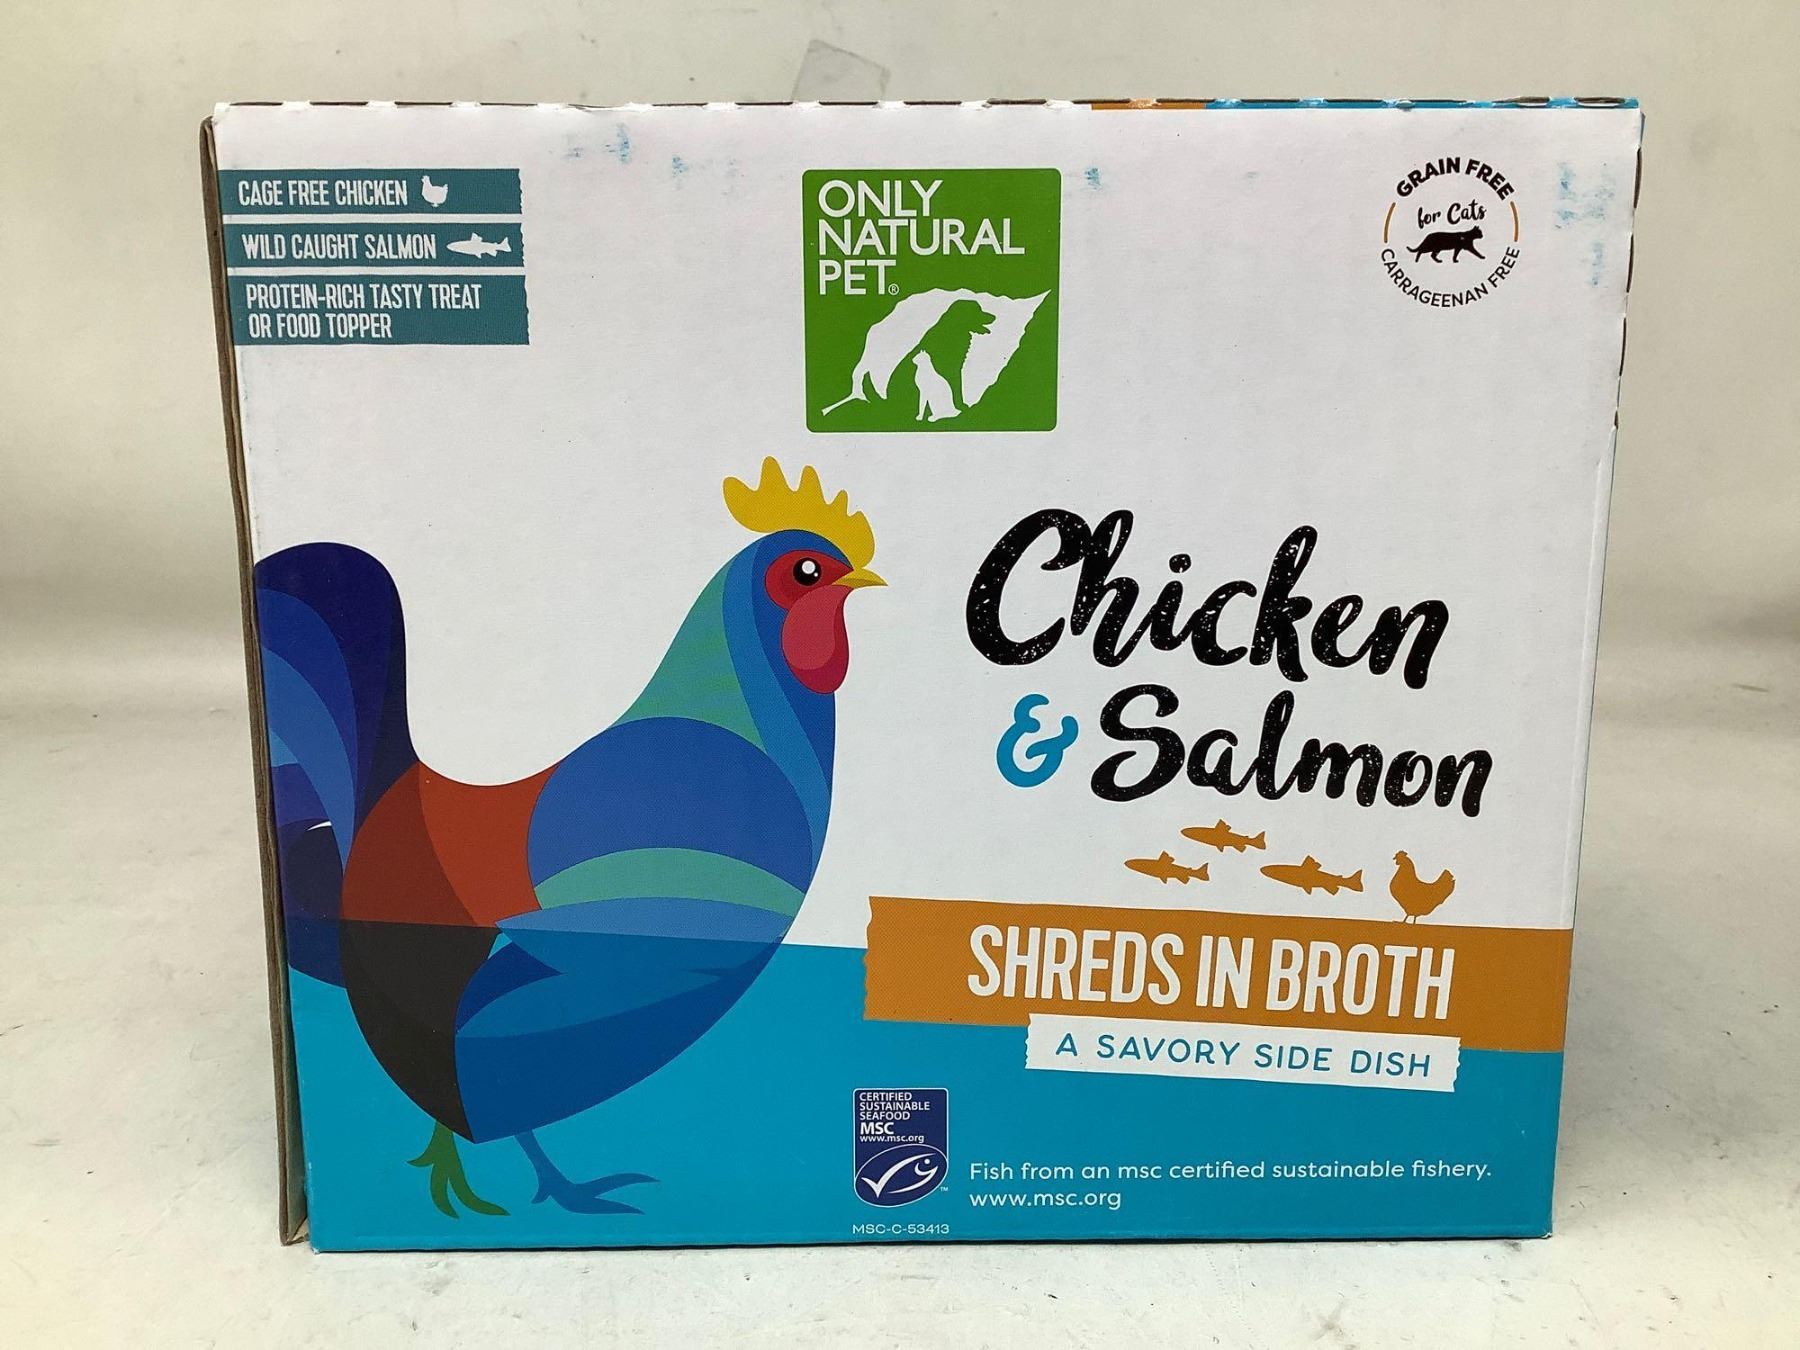 CAGE FREE CHICKEN
WILD CAUGHT SALMON
PROTEIN-RICH TASTY TREAT
OR FOOD TOPPER
ONLY
NATURAL
PET®
GRAIN FREE
for Cats
CARRAGEENAN FREE
Chicken
& Salmon
SHREDS IN BROTH
A SAVORY SIDE DISH
CERTIFIED
SUSTAINABLE
SEAFOOD
MSC
www.msc.org
™
Fish from an msc certified sustainable fishery.
www.msc.org
MSC-C-53413